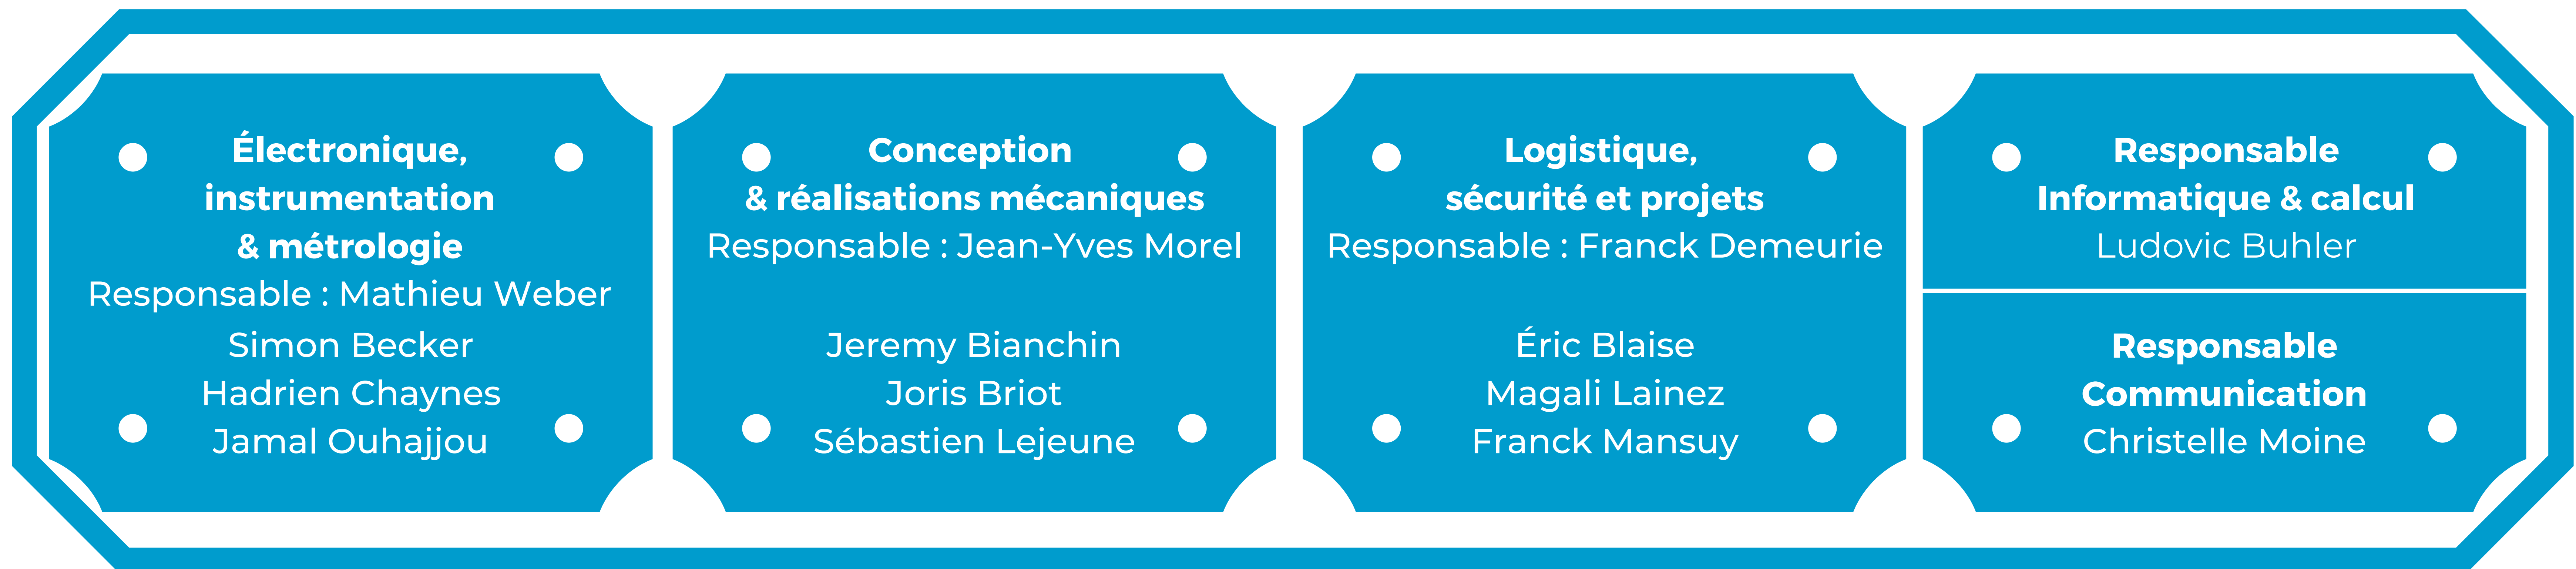 Électronique,
instrumentation
& métrologie
Responsable : Mathieu Weber
Simon Becker
Hadrien Chaynes
Jamal Ouhajjou
Conception
& réalisations mécaniques
Responsable : Jean-Yves Morel
Jeremy Bianchin
Joris Briot
Sébastien Lejeune
Logistique,
sécurité et projets
Responsable : Franck Demeurie
Éric Blaise
Magali Lainez
Franck Mansuy
Responsable
Informatique & calcul
Ludovic Buhler
Responsable
Communication
Christelle Moine